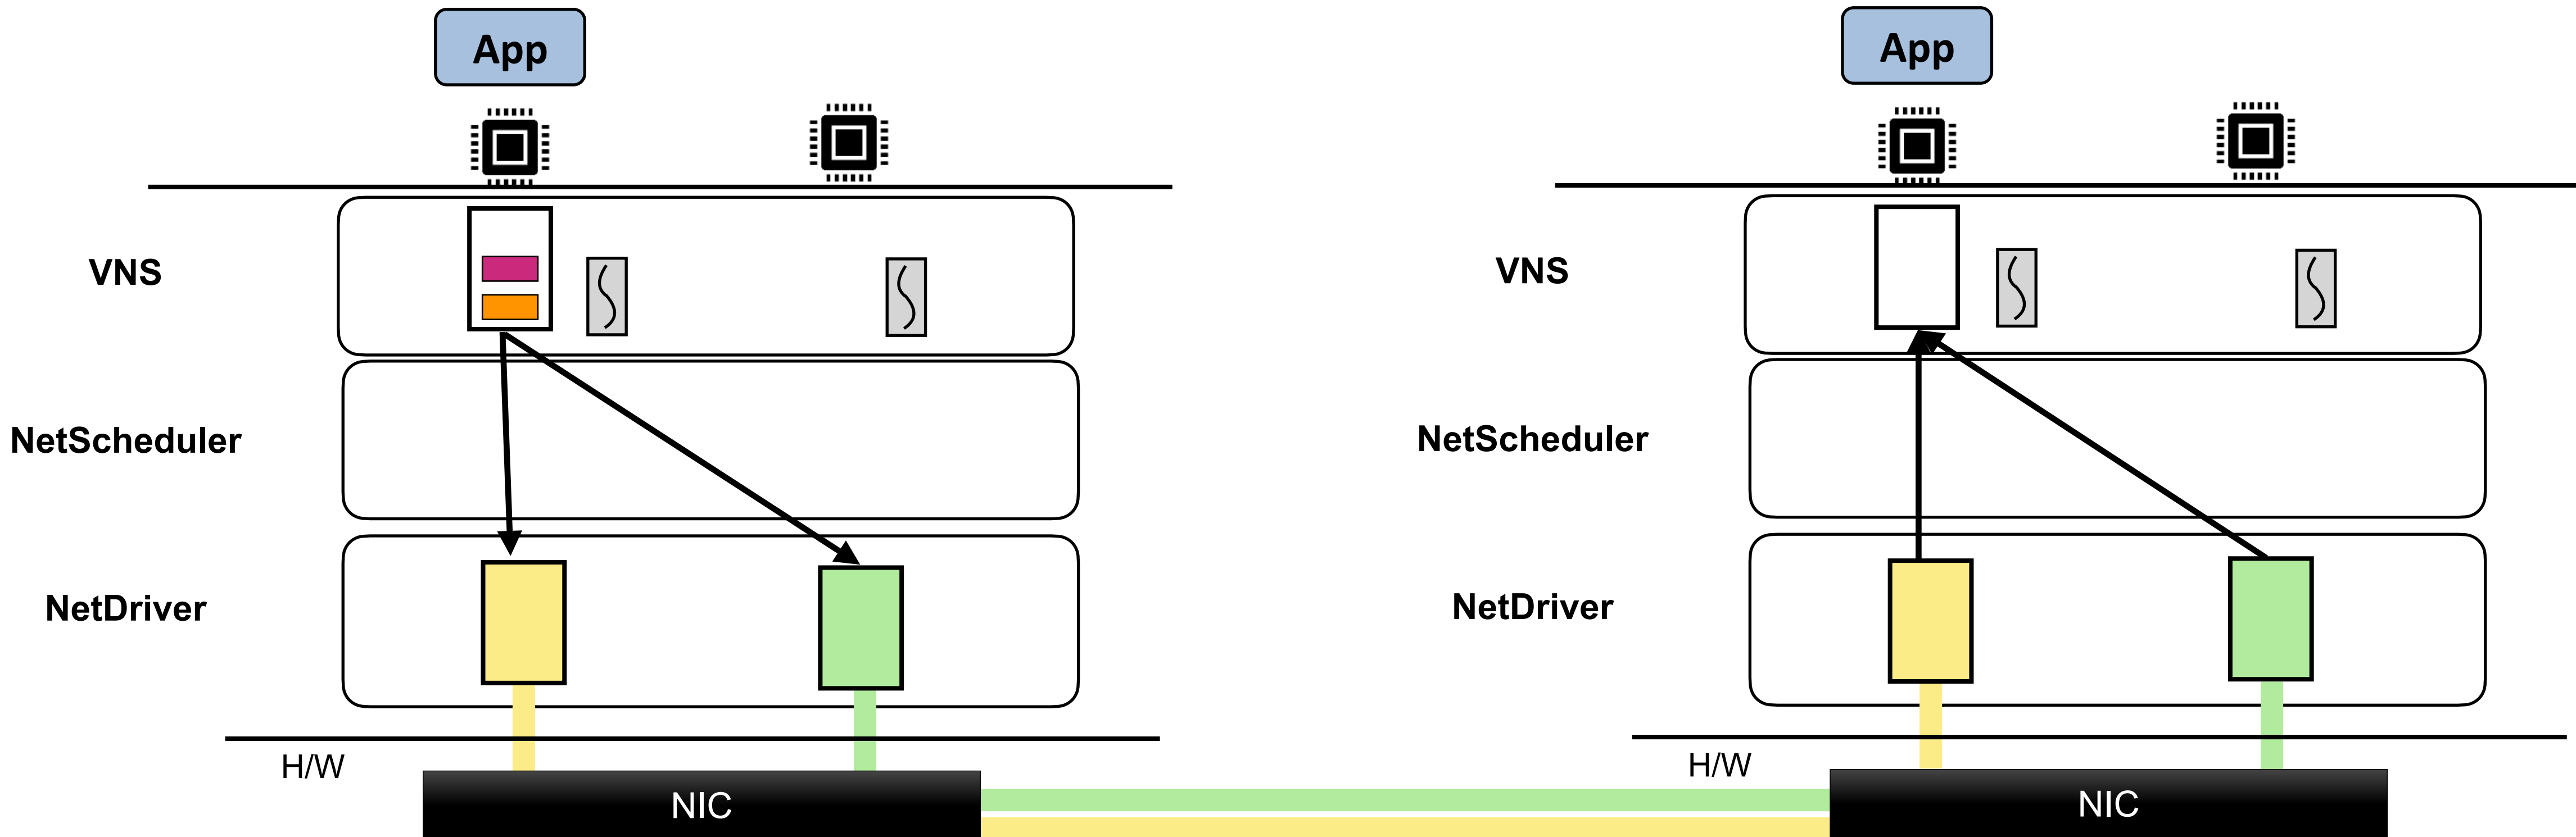 App
App
VNS
VNS
NetScheduler
NetScheduler
NetDriver
NetDriver
H/W
H/W
NIC
NIC